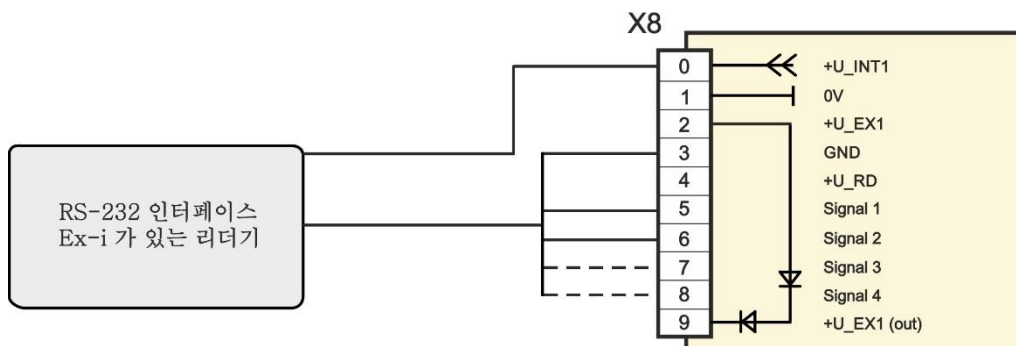 X8
0 +U_INT1
1 0V
2 +U_EX1
3 GND
4 +U_RD
5 Signal 1
6 Signal 2
7 Signal 3
8 Signal 4
9 +U_EX1 (out)
RS-232 인터페이스
Ex-i 가 있는 리더기